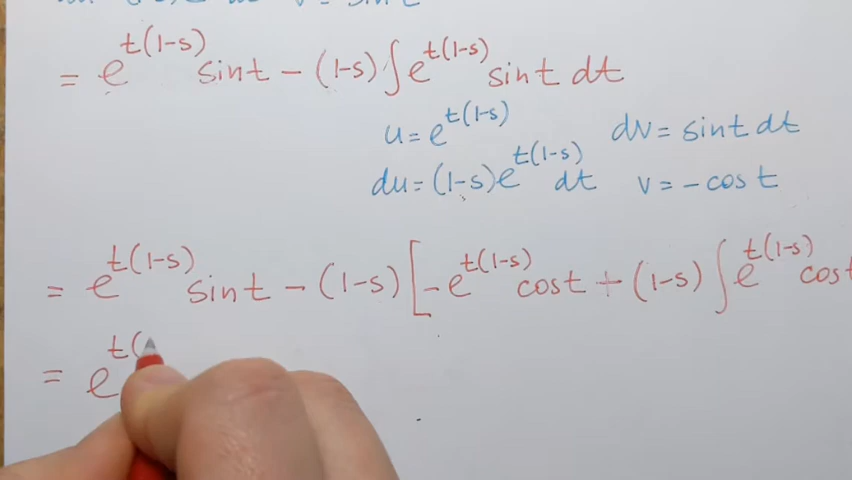 = e^{t(1-s)} sin t - (1-s) ∫ e^{t(1-s)} sin t dt
u = e^{t(1-s)} dv = sin t dt
du = (1-s) e^{t(1-s)} dt v = - cos t
= e^{t(1-s)} sin t - (1-s) [ - e^{t(1-s)} cos t + (1-s) ∫ e^{t(1-s)} cos t
= e^{t(